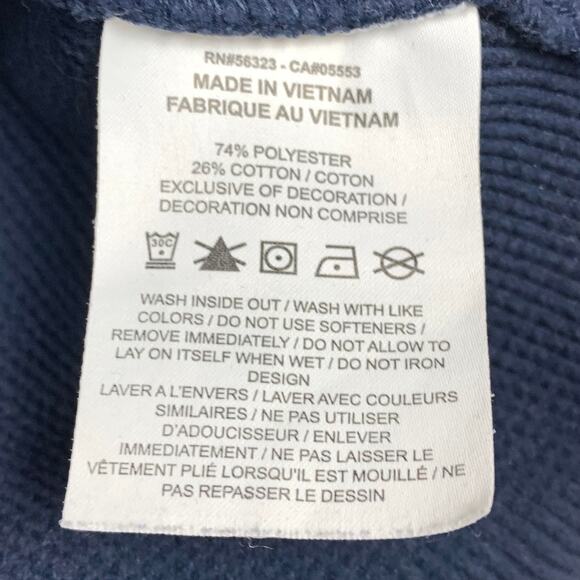 RN#56323 - CA#05553
MADE IN VIETNAM
FABRIQUE AU VIETNAM
74% POLYESTER
26% COTTON / COTON
EXCLUSIVE OF DECORATION /
DECORATION NON COMPRISE
30C
WASH INSIDE OUT / WASH WITH LIKE
COLORS / DO NOT USE SOFTENERS /
REMOVE IMMEDIATELY / DO NOT ALLOW TO
LAY ON ITSELF WHEN WET / DO NOT IRON
DESIGN
LAVER A L'ENVERS / LAVER AVEC COULEURS
SIMILAIRES / NE PAS UTILISER
D'ADOUCISSEUR / ENLEVER
IMMEDIATEMENT / NE PAS LAISSER LE
VÊTEMENT PLIÉ LORSQU'IL EST MOUILLÉ / NE
PAS REPASSER LE DESSIN